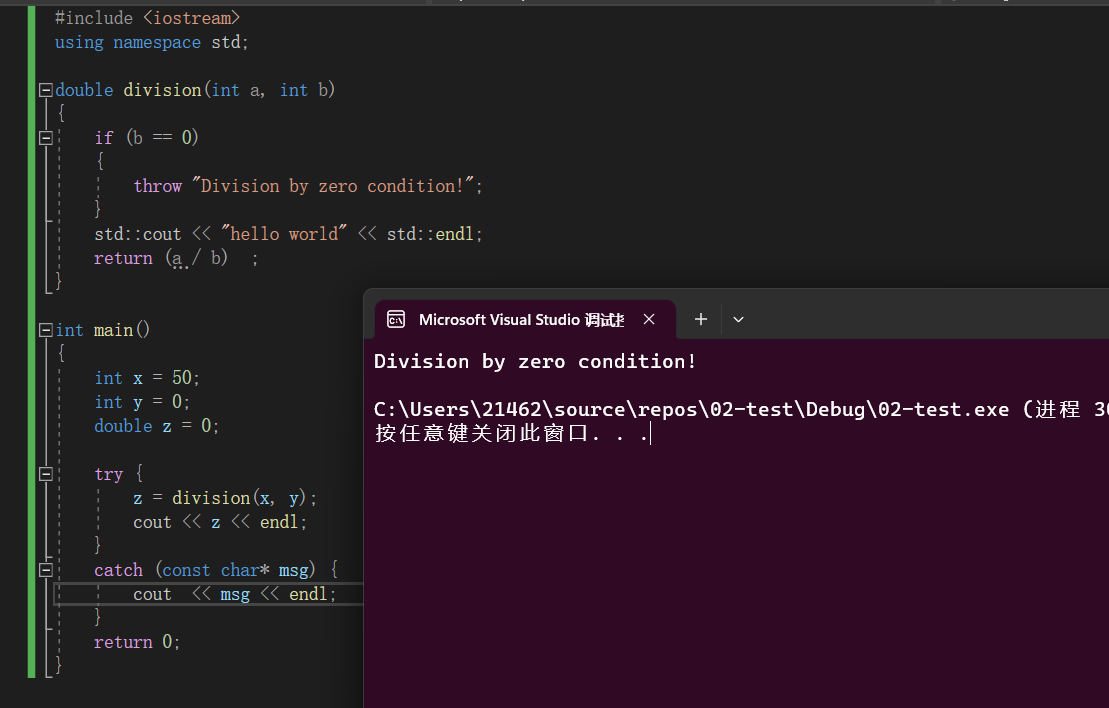 #include <iostream>
using namespace std;
double division(int a, int b)
{
if (b == 0)
{
throw "Division by zero condition!";
}
std::cout << "hello world" << std::endl;
return (a / b)  ;
}
int main()
{
int x = 50;
int y = 0;
double z = 0;
try {
z = division(x, y);
cout << z << endl;
}
catch (const char* msg) {
cout  << msg << endl;
}
return 0;
}
Microsoft Visual Studio 调试
Division by zero condition!
C:\Users\21462\source\repos\02-test\Debug\02-test.exe (进程
按任意键关闭此窗口. . .